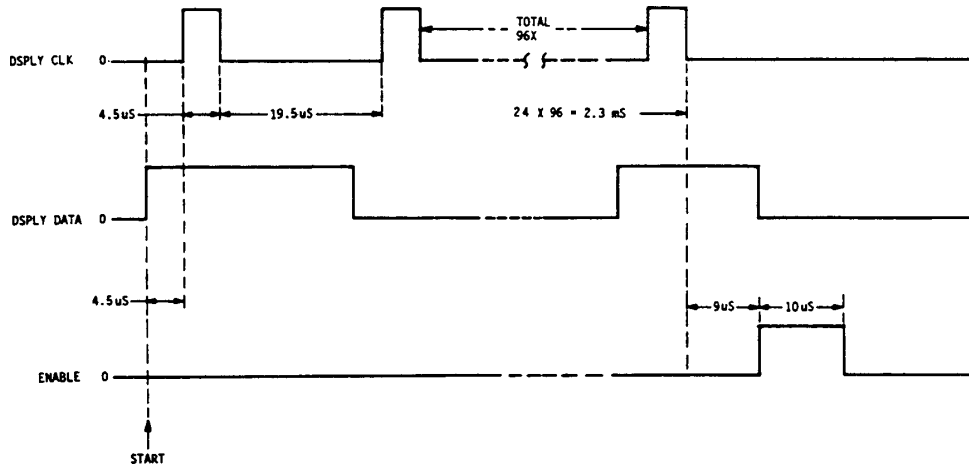 TOTAL
96X
DSPLY CLK 0
4.5uS
19.5uS
24 X 96 = 2.3 mS
DSPLY DATA 0
4.5uS
9uS
10uS
ENABLE 0
START